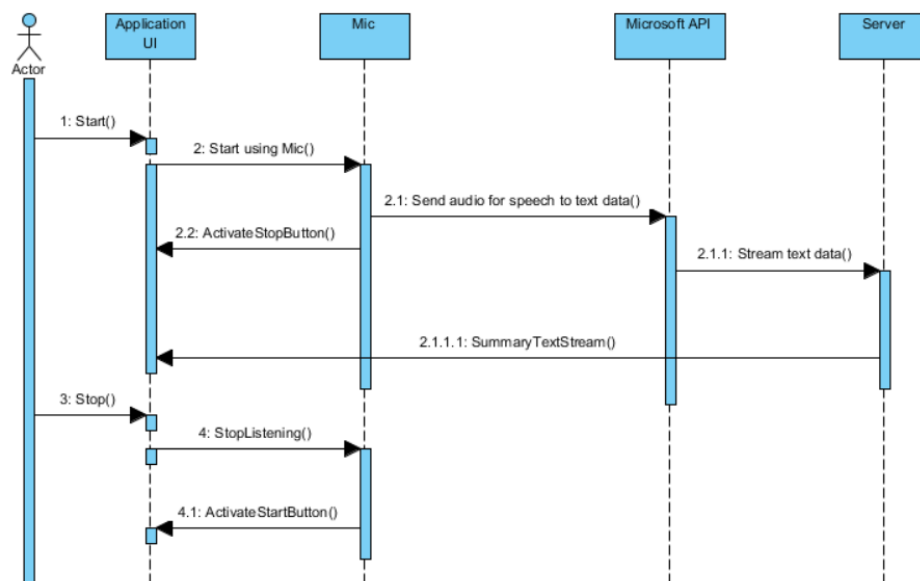 Application
UI
Mic
Microsoft API
Server
Actor
1: Start()
2: Start using Mic()
2.1: Send audio for speech to text data()
2.2: ActivateStopButton()
2.1.1: Stream text data()
2.1.1.1: SummaryTextStream()
3: Stop()
4: StopListening()
4.1: ActivateStartButton()